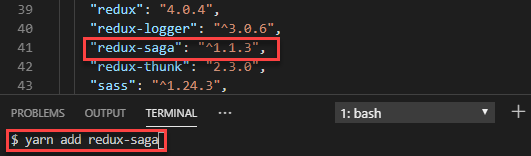 39 "redux": "4.0.4",
40 "redux-logger": "^3.0.6",
41 "redux-saga": "^1.1.3",
42 "redux-thunk": "2.3.0",
43 "sass": "^1.24.3",
PROBLEMS OUTPUT TERMINAL ... 1: bash
$ yarn add redux-saga